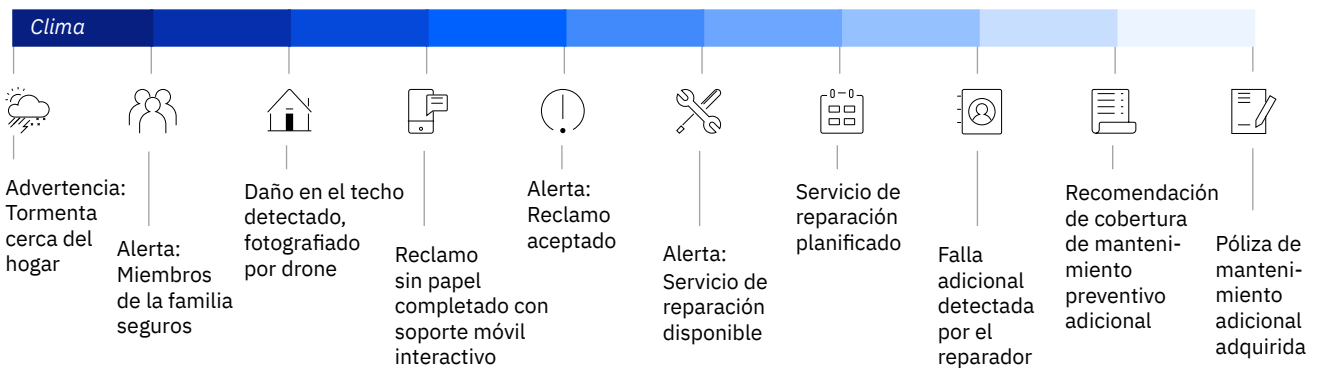 Clima
Advertencia:
Tormenta
cerca del
hogar
Alerta:
Miembros
de la familia
seguros
Daño en el techo
detectado,
fotografiado
por drone
Reclamo
sin papel
completado con
soporte móvil
interactivo
Alerta:
Reclamo
aceptado
Alerta:
Servicio de
reparación
disponible
Servicio de
reparación
planificado
Falla
adicional
detectada
por el
reparador
Recomendación
de cobertura
de manteni-
miento
preventivo
adicional
Póliza de
manteni-
miento
adicional
adquirida